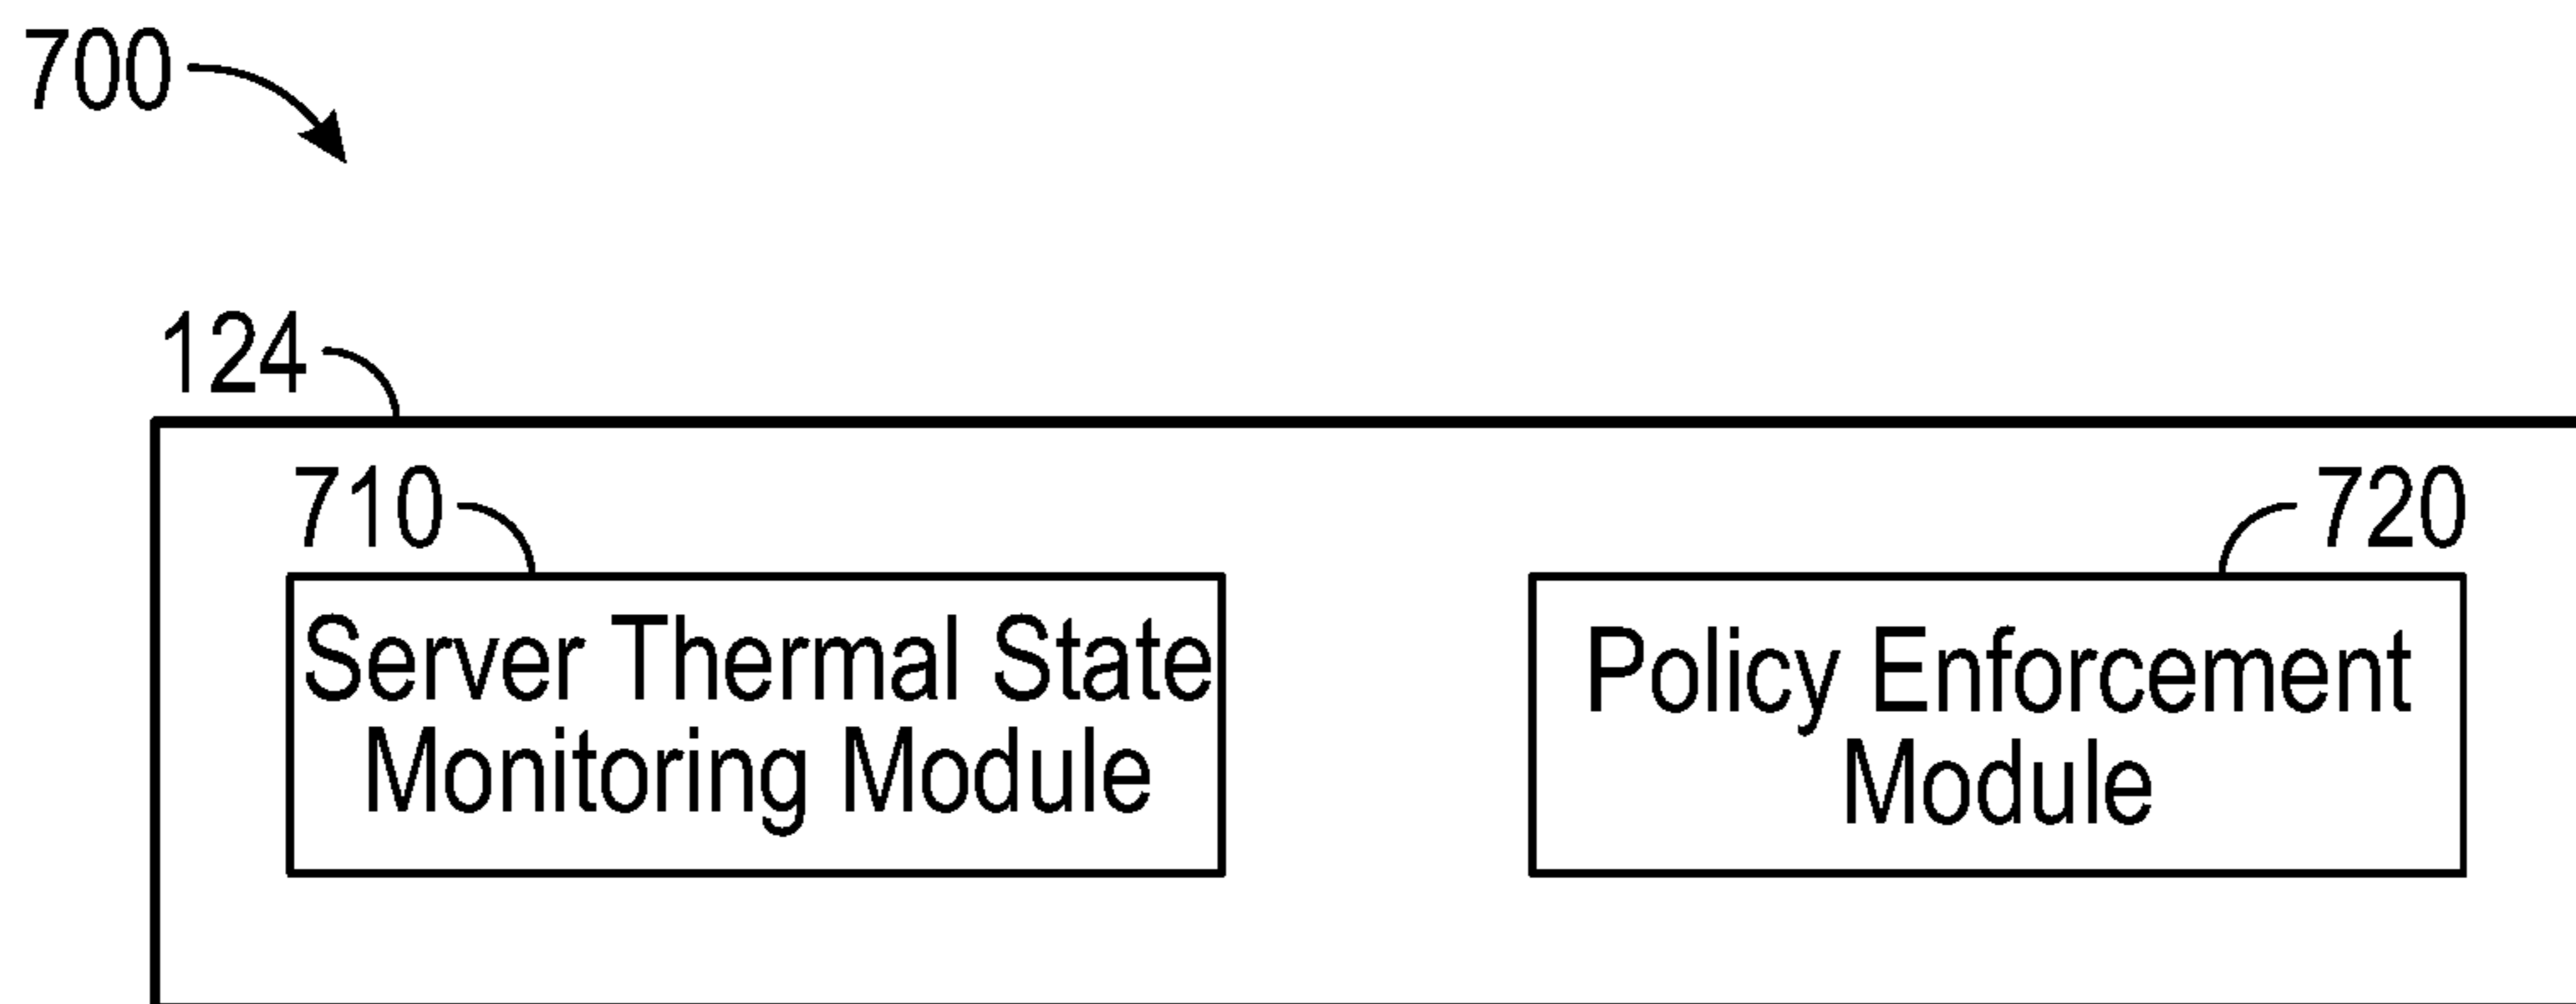 700
124
710
720
Server Thermal State
Monitoring Module
Policy Enforcement
Module